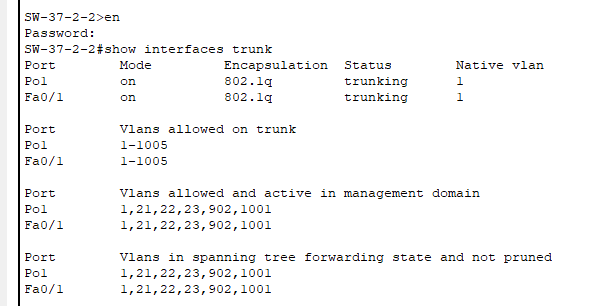 SW-37-2-2>en
Password:
SW-37-2-2#show interfaces trunk
Port        Mode         Encapsulation  Status        Native vlan
Po1         on           802.1q         trunking      1
Fa0/1       on           802.1q         trunking      1
Port        Vlans allowed on trunk
Po1         1-1005
Fa0/1       1-1005
Port        Vlans allowed and active in management domain
Po1         1,21,22,23,902,1001
Fa0/1       1,21,22,23,902,1001
Port        Vlans in spanning tree forwarding state and not pruned
Po1         1,21,22,23,902,1001
Fa0/1       1,21,22,23,902,1001